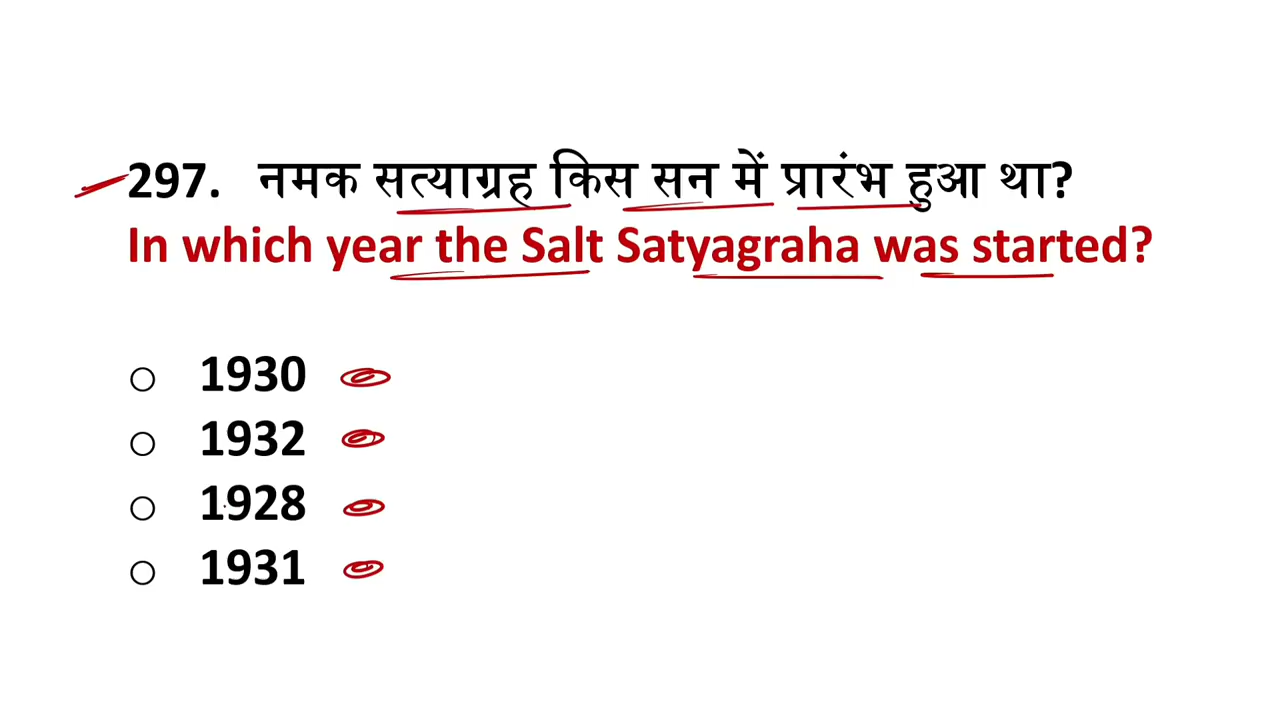 297. नमक सत्याग्रह किस सन में प्रारंभ हुआ था?
In which year the Salt Satyagraha was started?
1930
1932
1928
1931